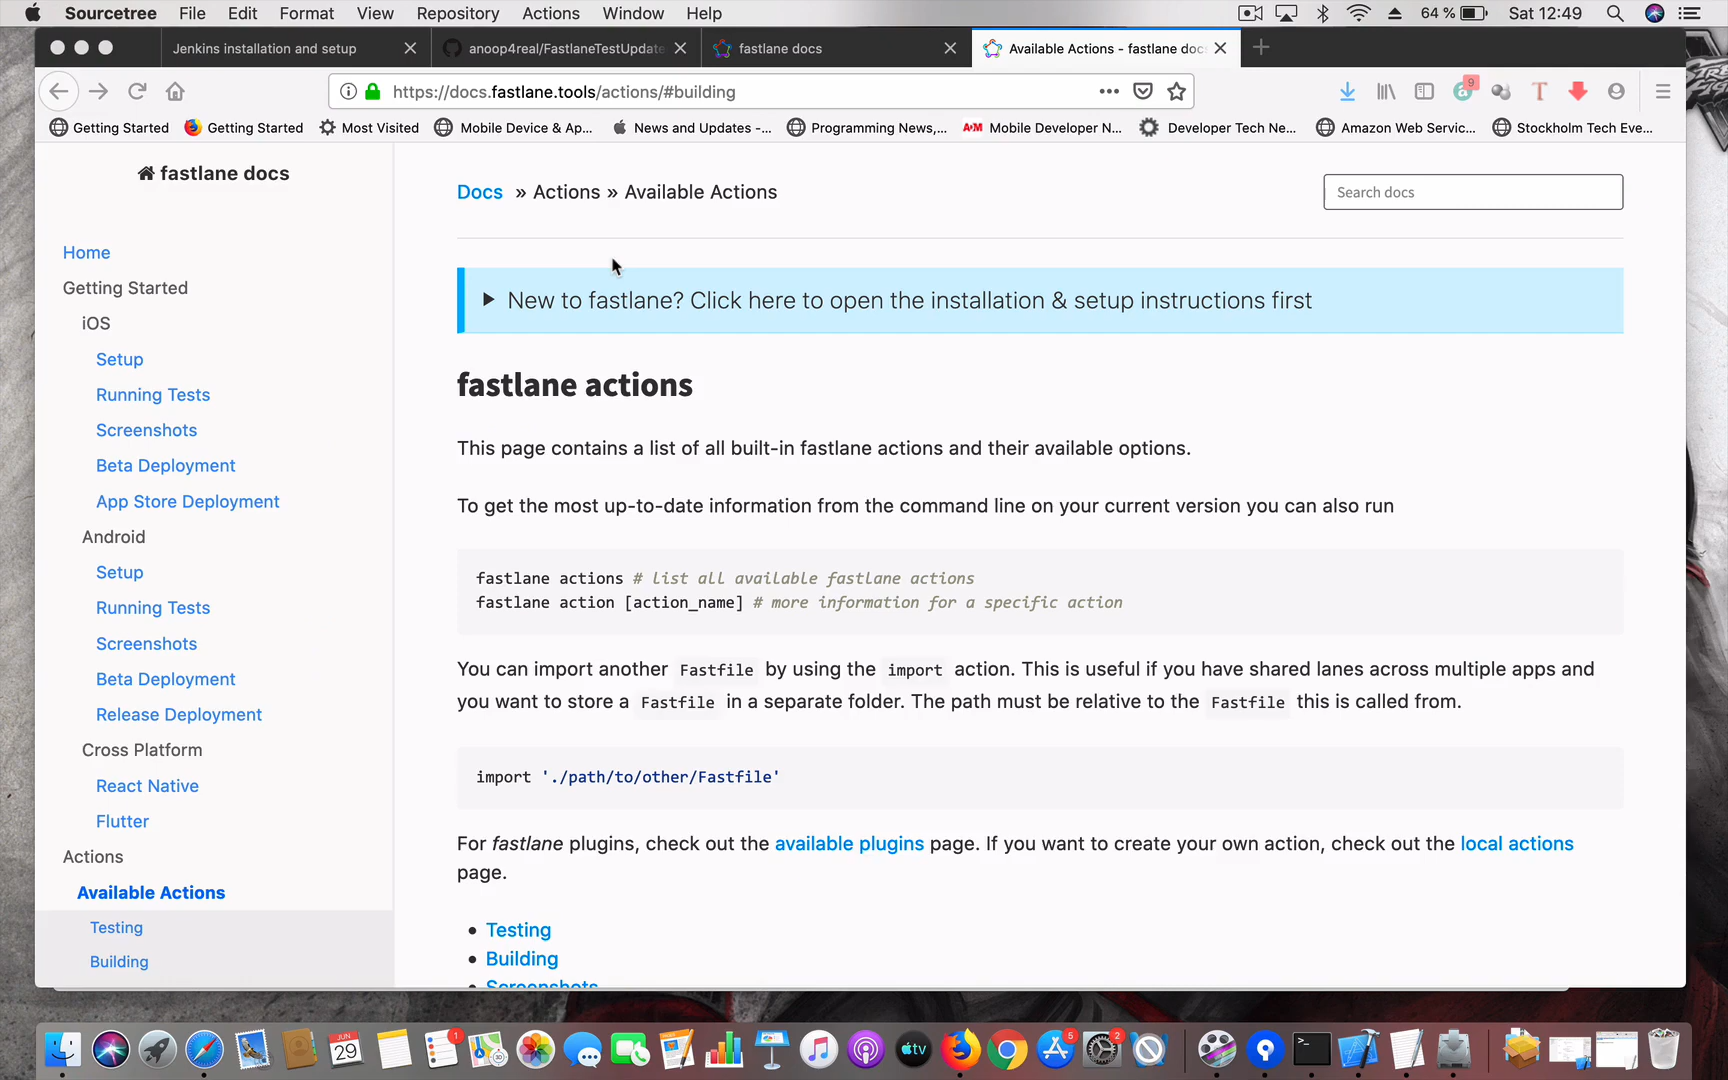 Sourcetree File Edit Format View Repository Actions Window Help 64 % Sat 12:49
Jenkins installation and setup anoop4real/FastlaneTestUpdate fastlane docs Available Actions - fastlane docs
https://docs.fastlane.tools/actions/#building 9
Getting Started Getting Started Most Visited Mobile Device & Ap... News and Updates -... Programming News,... Mobile Developer N... Developer Tech Ne... Amazon Web Servic... Stockholm Tech Eve...
fastlane docs
Home
Getting Started
iOS
Setup
Running Tests
Screenshots
Beta Deployment
App Store Deployment
Android
Setup
Running Tests
Screenshots
Beta Deployment
Release Deployment
Cross Platform
React Native
Flutter
Actions
Available Actions
Testing
Building
Docs » Actions » Available Actions
Search docs
New to fastlane? Click here to open the installation & setup instructions first
fastlane actions
This page contains a list of all built-in fastlane actions and their available options.
To get the most up-to-date information from the command line on your current version you can also run
fastlane actions # list all available fastlane actions
fastlane action [action_name] # more information for a specific action
You can import another Fastfile by using the import action. This is useful if you have shared lanes across multiple apps and
you want to store a Fastfile in a separate folder. The path must be relative to the Fastfile this is called from.
import './path/to/other/Fastfile'
For fastlane plugins, check out the available plugins page. If you want to create your own action, check out the local actions
page.
Testing
Building
Screenshots
JUN
29
1
tv
5
2